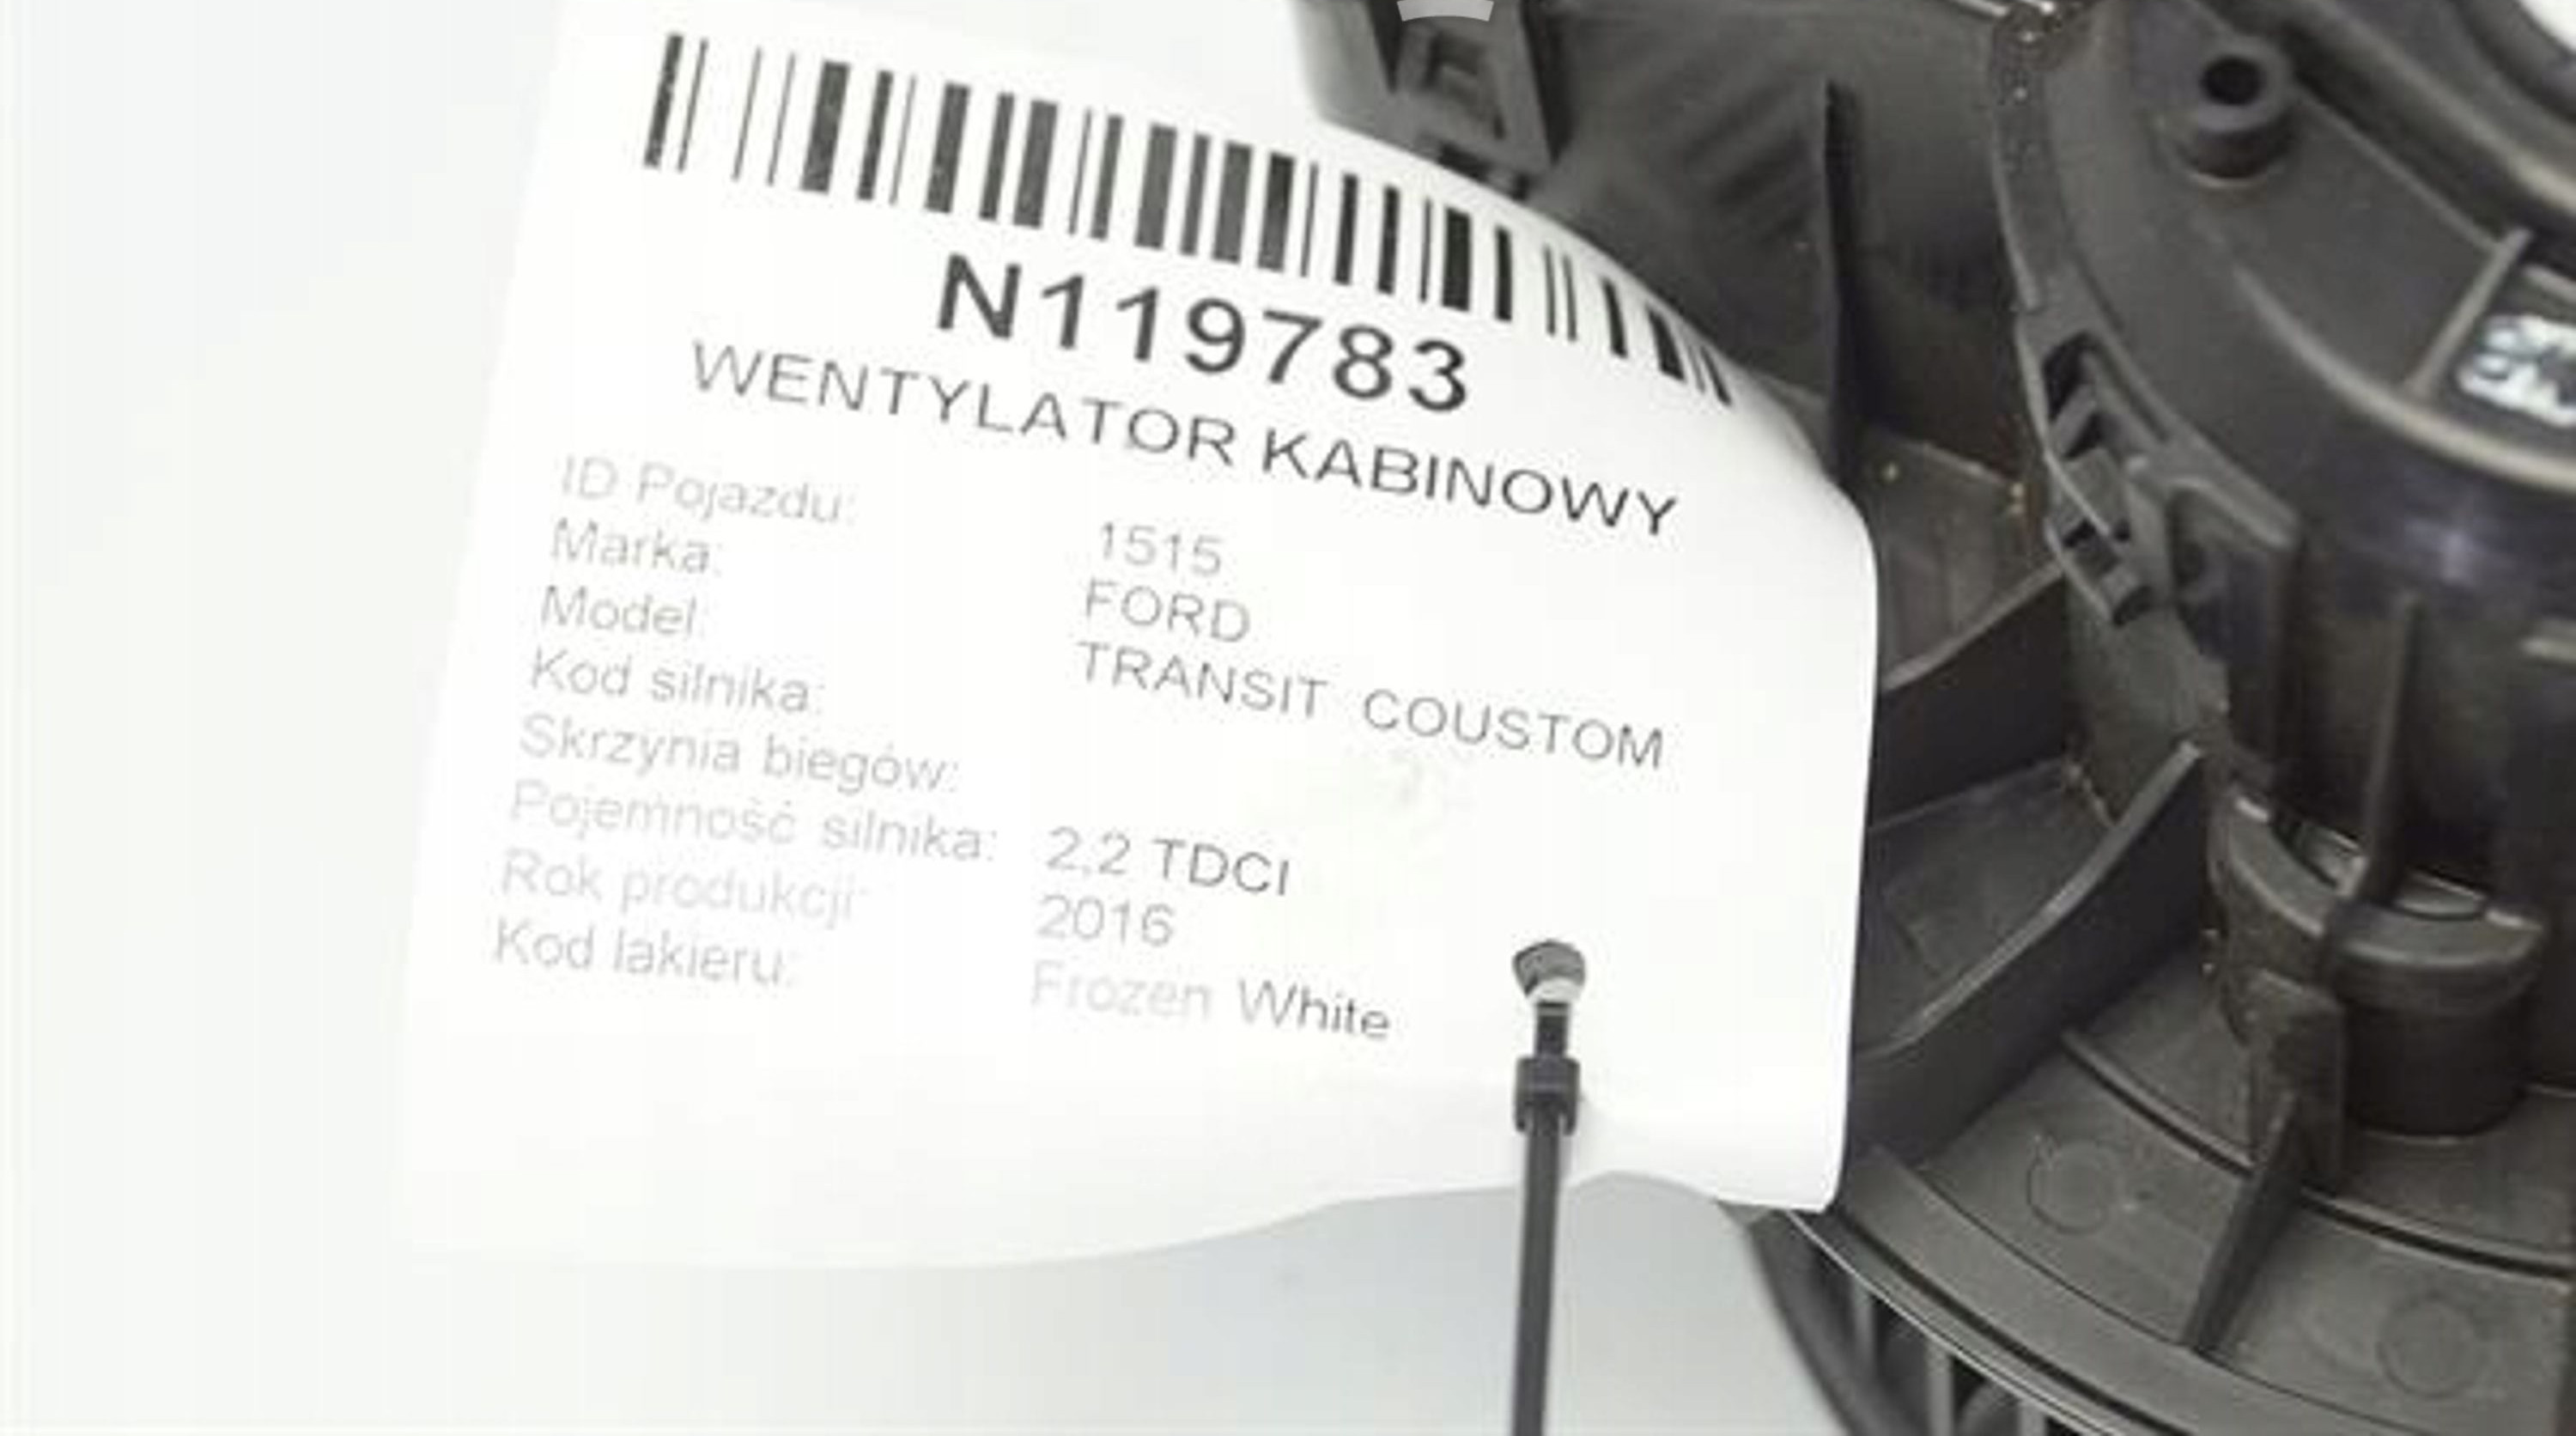 N119783
WENTYLATOR KABINOWY
ID Pojazdu: 1515
Marka: FORD
Model: TRANSIT COUSTOM
Kod silnika:
Skrzynia biegów:
Pojemność silnika: 2,2 TDCI
Rok produkcji: 2016
Kod lakieru: Frozen White